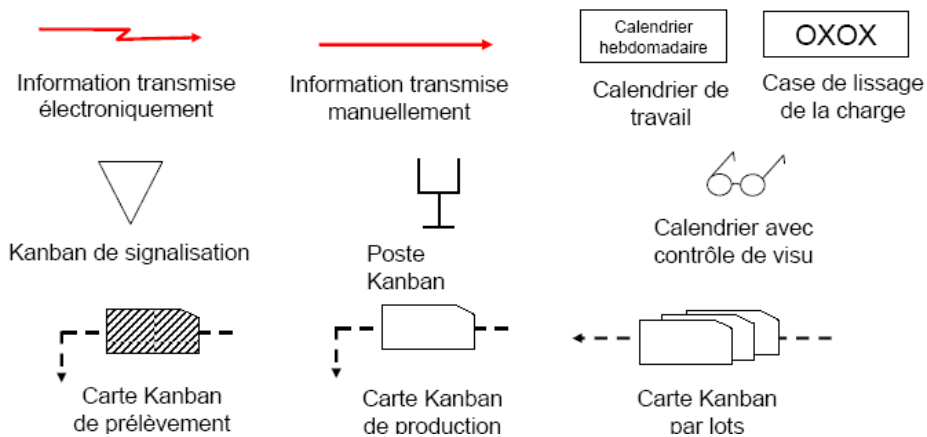 Calendrier
hebdomadaire
OXOX
Information transmise
électroniquement
Information transmise
manuellement
Calendrier de
travail
Case de lissage
de la charge
Kanban de signalisation
Poste
Kanban
Calendrier avec
contrôle de visu
Carte Kanban
de prélèvement
Carte Kanban
de production
Carte Kanban
par lots